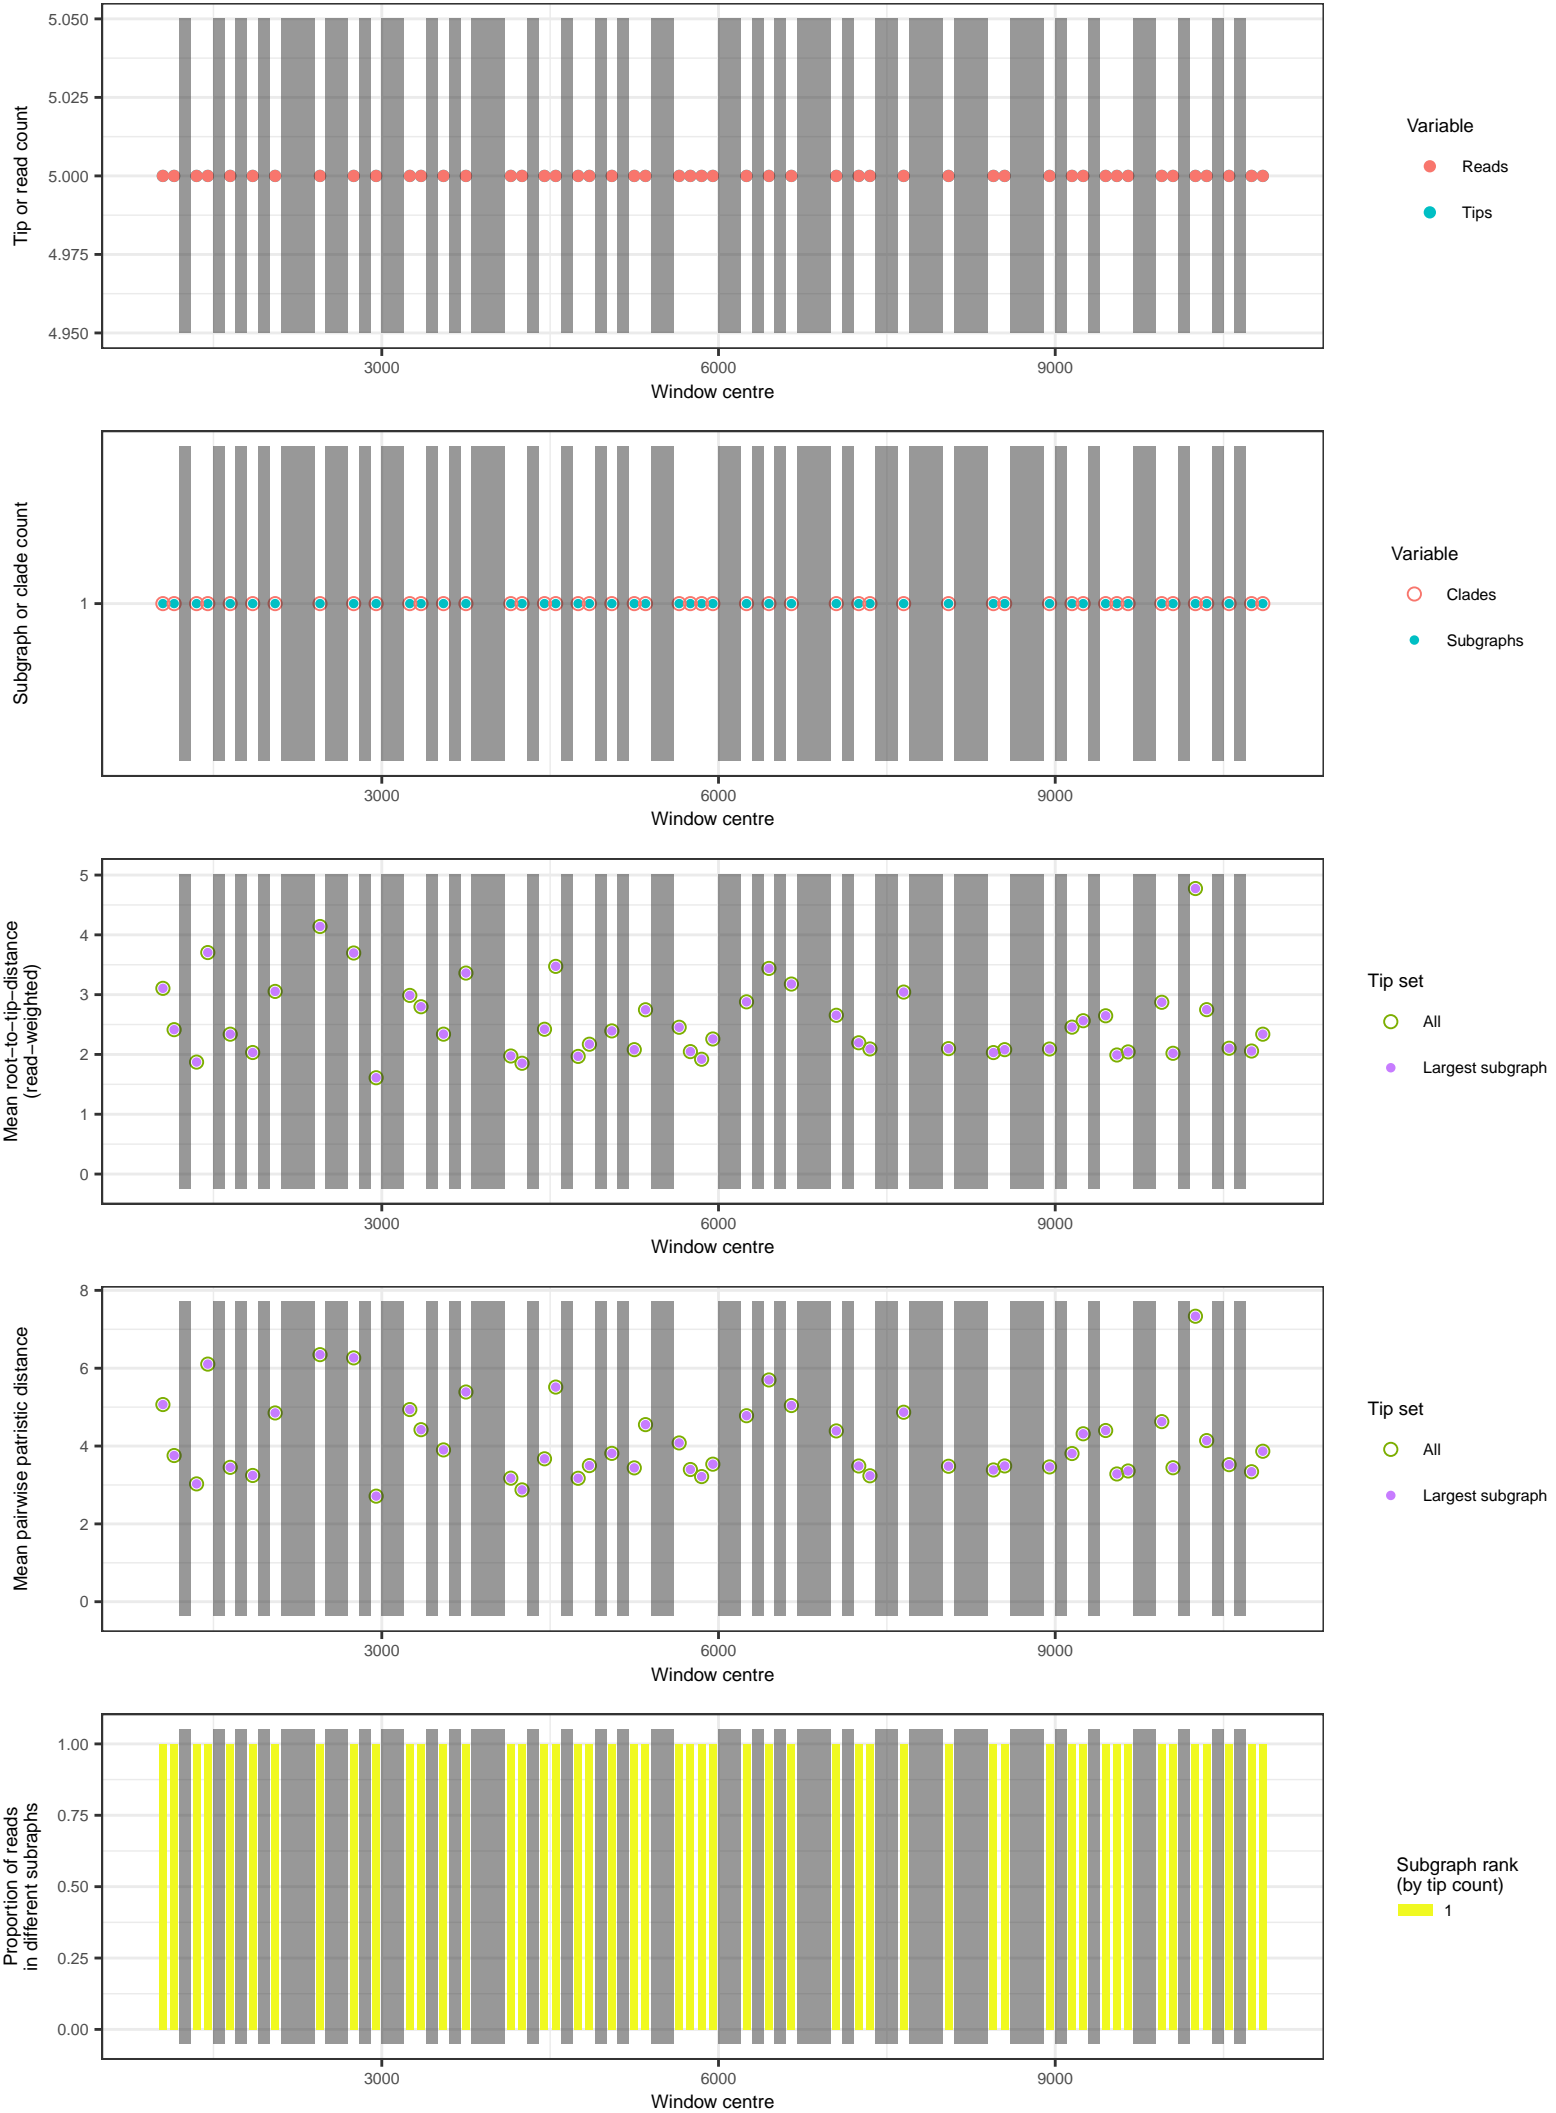 5.050
5.025
5.000
4.975
4.950
Tip or read count
3000
6000
9000
Window centre
Variable
Reads
Tips
1
Subgraph or clade count
3000
6000
9000
Window centre
Variable
Clades
Subgraphs
5
4
3
2
1
0
Mean root−to−tip−distance
(read−weighted)
3000
6000
9000
Window centre
Tip set
All
Largest subgraph
8
6
4
2
0
Mean pairwise patristic distance
3000
6000
9000
Window centre
Tip set
All
Largest subgraph
1.00
0.75
0.50
0.25
0.00
Proportion of reads
in different subraphs
3000
6000
9000
Window centre
Subgraph rank
(by tip count)
1